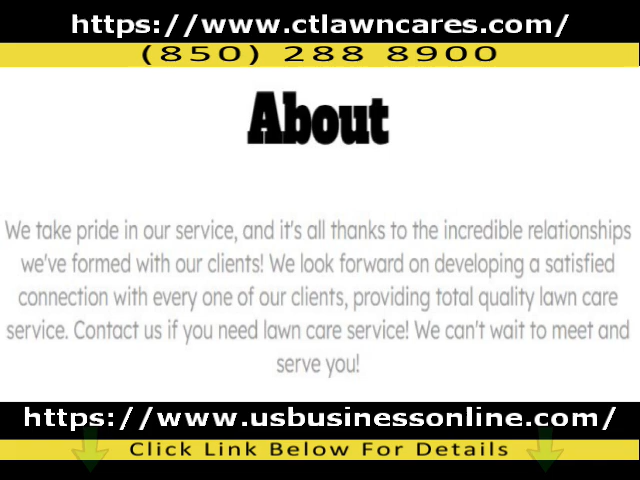 https://www.ctlawncares.com/
(850) 288 8900
About
We take pride in our service, and it's all thanks to the incredible relationships
we've formed with our clients! We look forward on developing a satisfied
connection with every one of our clients, providing total quality lawn care
service. Contact us if you need lawn care service! We can't wait to meet and
serve you!
https://www.usbusinessonline.com/
Click Link Below For Details